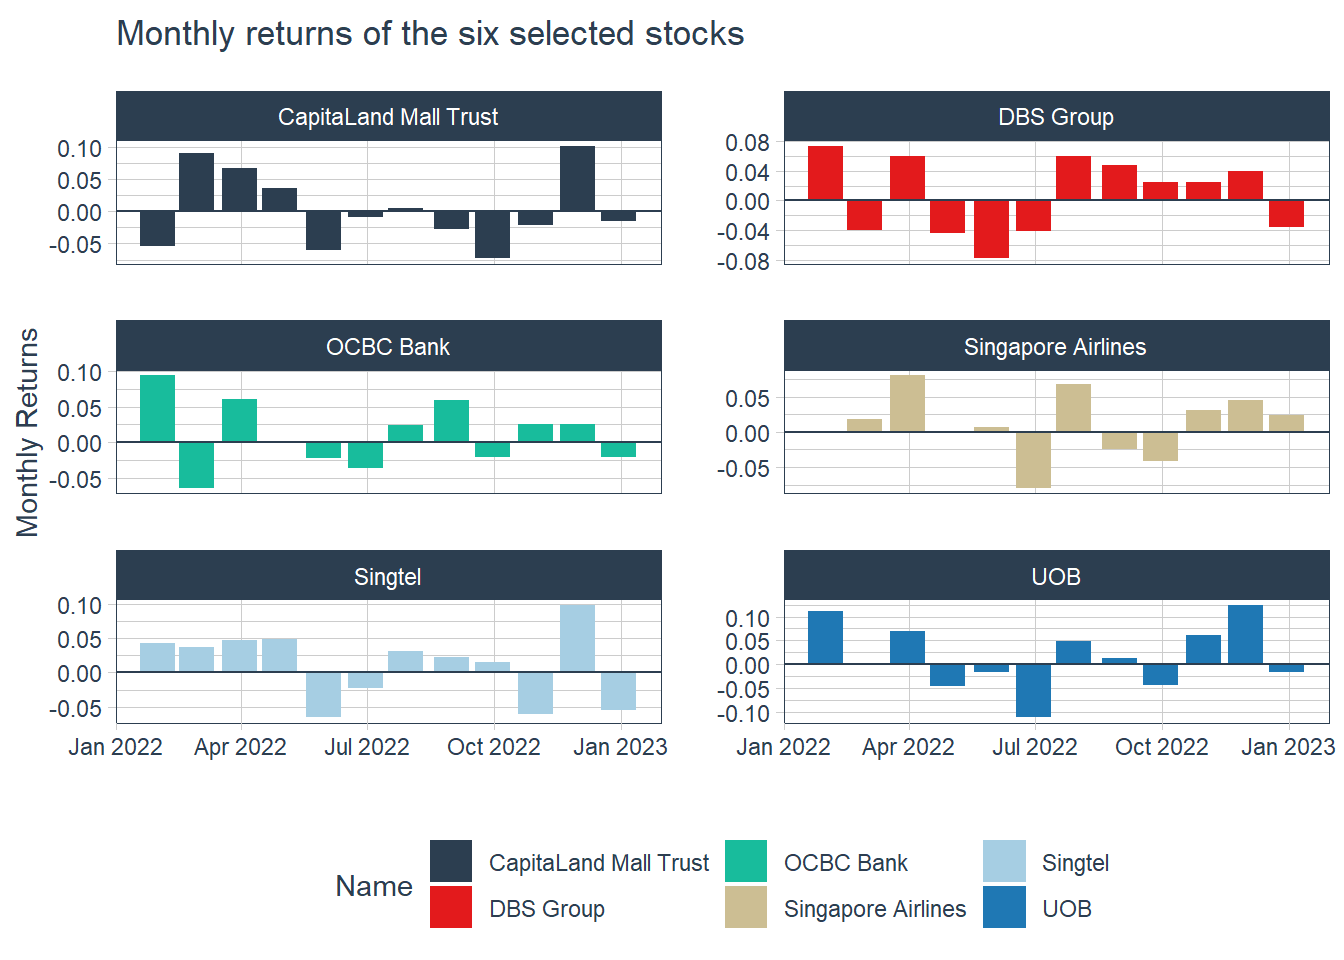 Monthly returns of the six selected stocks
CapitaLand Mall Trust
DBS Group
0.10
0.05
0.00
-0.05
0.08
0.04
0.00
-0.04
-0.08
Monthly Returns
OCBC Bank
Singapore Airlines
0.10
0.05
0.00
-0.05
0.05
0.00
-0.05
Singtel
UOB
0.10
0.05
0.00
-0.05
0.10
0.05
0.00
-0.05
-0.10
Jan 2022 Apr 2022 Jul 2022 Oct 2022 Jan 2023
Jan 2022 Apr 2022 Jul 2022 Oct 2022 Jan 2023
Name
CapitaLand Mall Trust
OCBC Bank
Singtel
DBS Group
Singapore Airlines
UOB